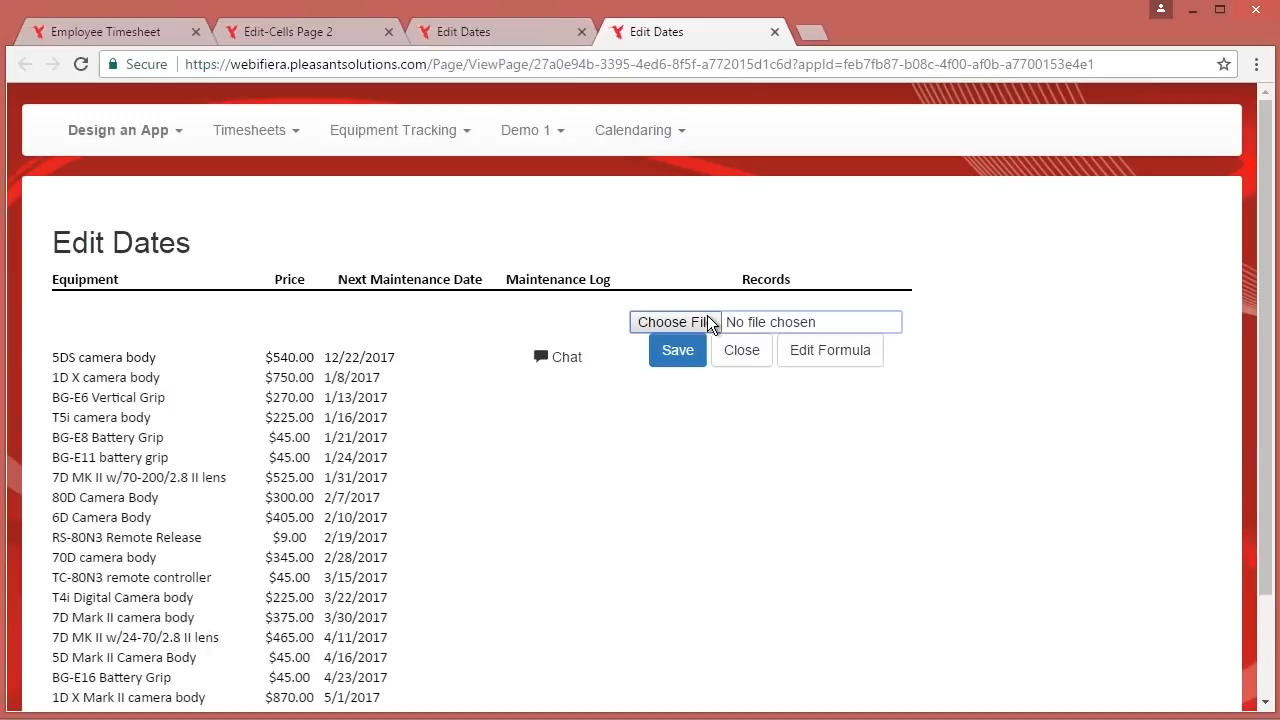 Employee Timesheet Edit-Cells Page 2 Edit Dates Edit Dates
Secure https://webifiera.pleasantsolutions.com/Page/ViewPage/27a0e94b-3395-4ed6-8f5f-a772015d1c6d?appId=feb7fb87-b08c-4f00-af0b-a7700153e4e1
Design an App Timesheets Equipment Tracking Demo 1 Calendaring
Edit Dates
Equipment Price Next Maintenance Date Maintenance Log Records
Choose File No file chosen
Save Close Edit Formula
5DS camera body $540.00 12/22/2017 Chat
1D X camera body $750.00 1/8/2017
BG-E6 Vertical Grip $270.00 1/13/2017
T5i camera body $225.00 1/16/2017
BG-E8 Battery Grip $45.00 1/21/2017
BG-E11 battery grip $45.00 1/24/2017
7D MK II w/70-200/2.8 II lens $525.00 1/31/2017
80D Camera Body $300.00 2/7/2017
6D Camera Body $405.00 2/10/2017
RS-80N3 Remote Release $9.00 2/19/2017
70D camera body $345.00 2/28/2017
TC-80N3 remote controller $45.00 3/15/2017
T4i Digital Camera body $225.00 3/22/2017
7D Mark II camera body $375.00 3/30/2017
7D MK II w/24-70/2.8 II lens $465.00 4/11/2017
5D Mark II Camera Body $45.00 4/16/2017
BG-E16 Battery Grip $45.00 4/23/2017
1D X Mark II camera body $870.00 5/1/2017